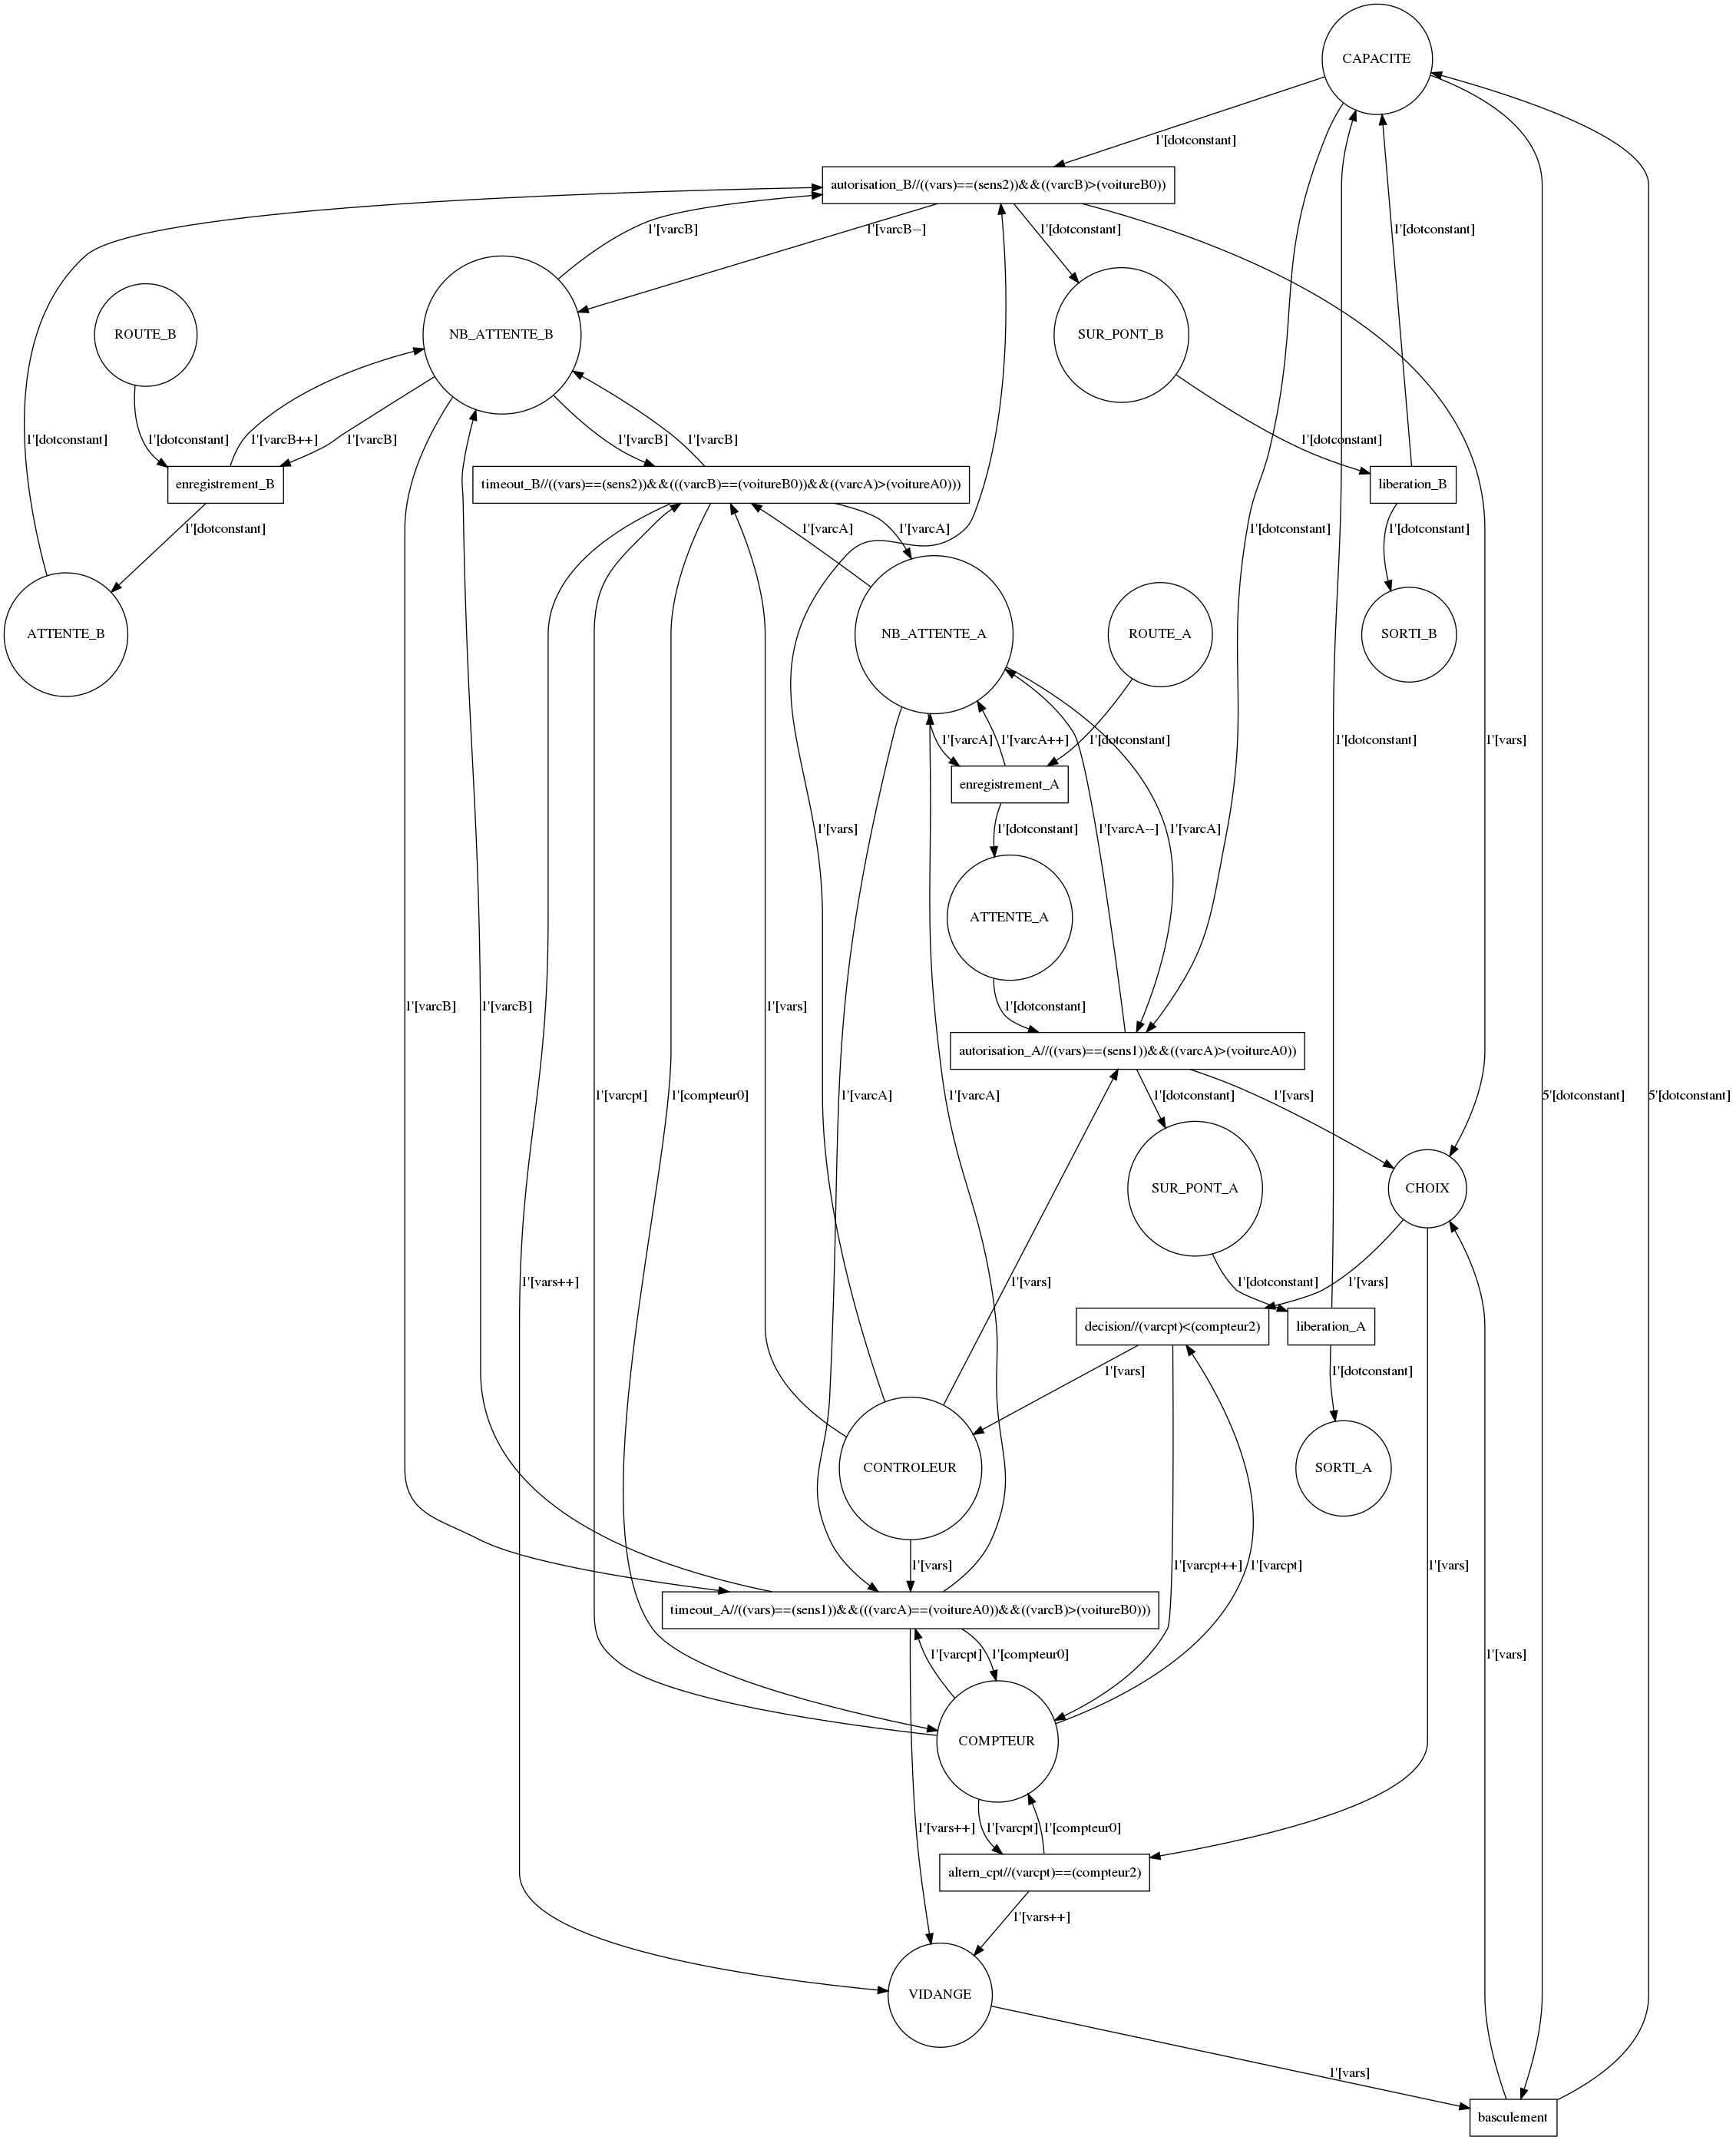 CAPACITE
1'[dotconstant]
autorisation_B//((vars)==(sens2))&&((varcB)>(voitureB0))
1'[varcB]
1'[varcB--]
1'[dotconstant]
1'[dotconstant]
ROUTE_B
NB_ATTENTE_B
SUR_PONT_B
1'[dotconstant]
1'[dotconstant]
1'[varcB++]
1'[varcB]
1'[varcB]
1'[varcB]
1'[dotconstant]
enregistrement_B
timeout_B//((vars)==(sens2))&&(((varcB)==(voitureB0))&&((varcA)>(voitureA0)))
liberation_B
1'[dotconstant]
1'[varcA]
1'[varcA]
1'[dotconstant]
1'[dotconstant]
ATTENTE_B
NB_ATTENTE_A
ROUTE_A
SORTI_B
1'[varcA]
1'[varcA++]
1'[dotconstant]
1'[dotconstant]
1'[vars]
enregistrement_A
1'[vars]
1'[dotconstant]
1'[varcA--]
1'[varcA]
ATTENTE_A
1'[varcB]
1'[varcB]
1'[vars]
1'[dotconstant]
autorisation_A//((vars)==(sens1))&&((varcA)>(voitureA0))
1'[varcpt]
1'[compteur0]
1'[varcA]
1'[varcA]
1'[dotconstant]
1'[vars]
5'[dotconstant]
5'[dotconstant]
SUR_PONT_A
CHOIX
1'[vars++]
1'[vars]
1'[dotconstant]
1'[vars]
decision//(varcpt)<(compteur2)
liberation_A
1'[vars]
1'[dotconstant]
CONTROLEUR
SORTI_A
1'[vars]
1'[varcpt++]
1'[varcpt]
1'[vars]
timeout_A//((vars)==(sens1))&&(((varcA)==(voitureA0))&&((varcB)>(voitureB0)))
1'[varcpt]
1'[compteur0]
1'[vars]
COMPTEUR
1'[vars++]
1'[varcpt]
1'[compteur0]
altern_cpt//(varcpt)==(compteur2)
1'[vars++]
VIDANGE
1'[vars]
basculement